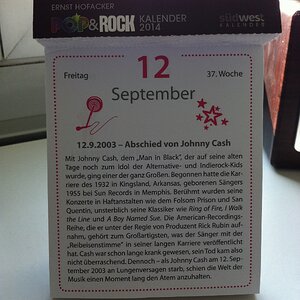 ERNST HOFACKER
POP&ROCK KALENDER 2014
südwest
KALENDER
Freitag 12 37. Woche
September
12.9.2003 – Abschied von Johnny Cash
Mit Johnny Cash, dem „Man in Black", der auf seine alten
Tage noch zum Idol der Alternative- und Indierock-Kids
wurde, ging einer der ganz Großen. Begonnen hatte die Kar-
riere des 1932 in Kingsland, Arkansas, geborenen Sängers
1955 bei Sun Records in Memphis. Berühmt wurden seine
Konzerte in Haftanstalten wie dem Folsom Prison und San
Quentin, unsterblich seine Klassiker wie Ring of Fire, I Walk
the Line und A Boy Named Sue. Die American-Recordings-
Reihe, die er unter der Regie von Produzent Rick Rubin auf-
nahm, gehört zum Großartigsten, was der Sänger mit der
„Reibeisenstimme" in seiner langen Karriere veröffentlicht
hat. Cash war schon lange krank gewesen, sein Tod kam also
nicht überraschend. Dennoch – als Johnny Cash am 12. Sep-
tember 2003 an Lungenversagen starb, schien die Welt der
Musik einen Moment lang den Atem anzuhalten.